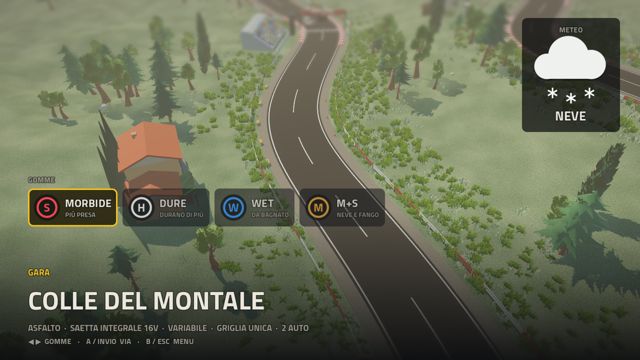 METEO
NEVE
GOMME
S MORBIDE
PIÙ PRESA
H DURE
DURANO DI PIÙ
W WET
DA BAGNATO
M M+S
NEVE E FANGO
GARA
COLLE DEL MONTALE
ASFALTO · SAETTA INTEGRALE 16V · VARIABILE · GRIGLIA UNICA · 2 AUTO
◀ ▶ GOMME · A / INVIO VIA · B / ESC MENU